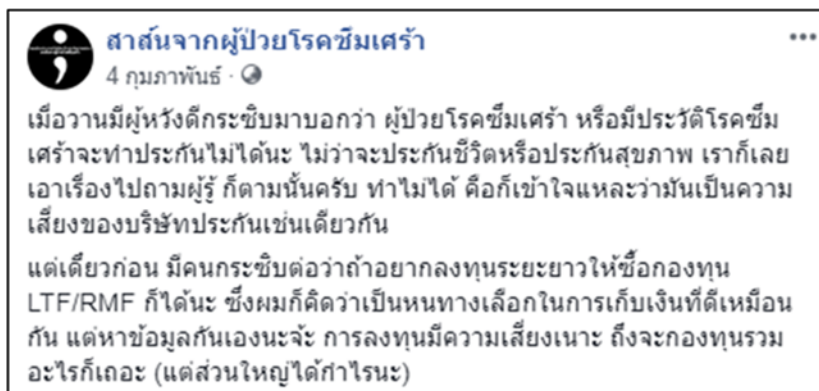 สาส์นจากผู้ป่วยโรคซึมเศร้า
4 กุมภาพันธ์ ·
เมื่อวานมีผู้หวังดีกระซิบมาบอกว่า ผู้ป่วยโรคซึมเศร้า หรือมีประวัติโรคซึม
เศร้าจะทำประกันไม่ได้นะ ไม่ว่าจะประกันชีวิตหรือประกันสุขภาพ เราก็เลย
เอาเรื่องไปถามผู้รู้ ก็ตามนั้นครับ ทำไม่ได้ คือก็เข้าใจแหละว่ามันเป็นความ
เสี่ยงของบริษัทประกันเช่นเดียวกัน
แต่เดี๋ยวก่อน มีคนกระซิบต่อว่าถ้าอยากลงทุนระยะยาวให้ซื้อกองทุน
LTF/RMF ก็ได้นะ ซึ่งผมก็คิดว่าเป็นหนทางเลือกในการเก็บเงินที่ดีเหมือน
กัน แต่หาข้อมูลกันเองนะจ้ะ การลงทุนมีความเสี่ยงเนาะ ถึงจะกองทุนรวม
อะไรก็เถอะ (แต่ส่วนใหญ่ได้กำไรนะ)